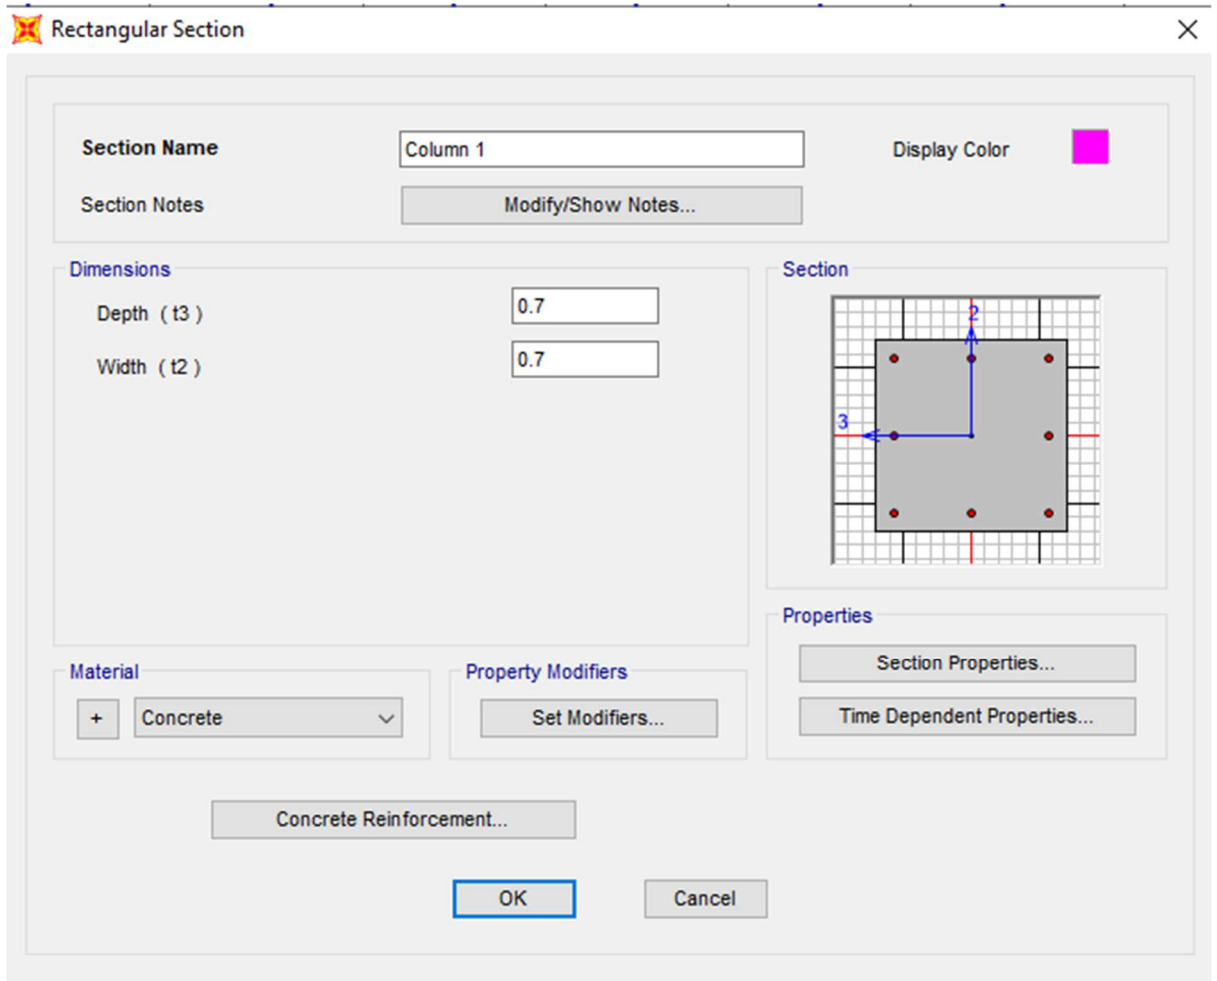 Rectangular Section
Section Name Column 1 Display Color
Section Notes Modify/Show Notes...
Dimensions
Depth ( t3 ) 0.7
Width ( t2 ) 0.7
Section
2
3
Properties
Section Properties...
Time Dependent Properties...
Material
+ Concrete
Property Modifiers
Set Modifiers...
Concrete Reinforcement...
OK Cancel